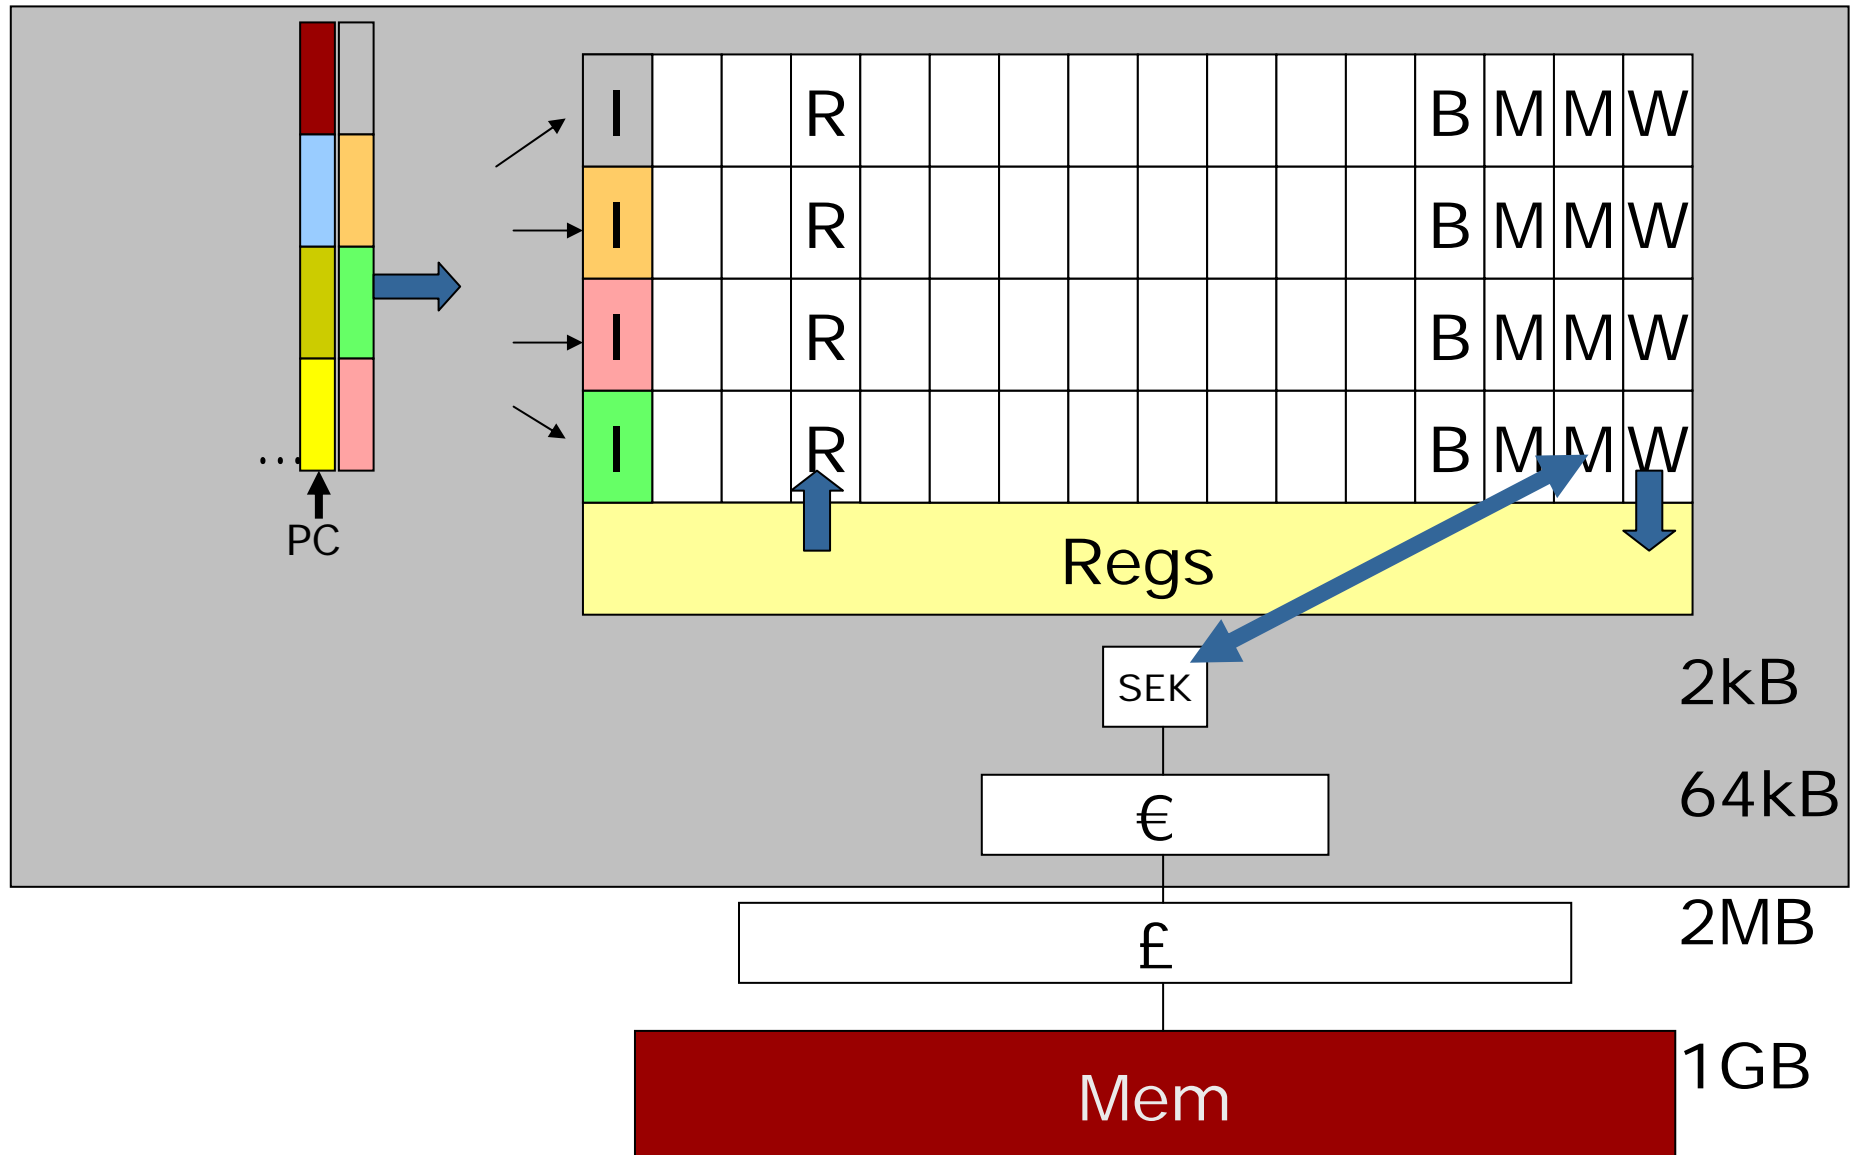 I R B M M W
I R B M M W
I R B M M W
I R B M M W
...
PC
Regs
SEK 2kB
€ 64kB
£ 2MB
Mem 1GB